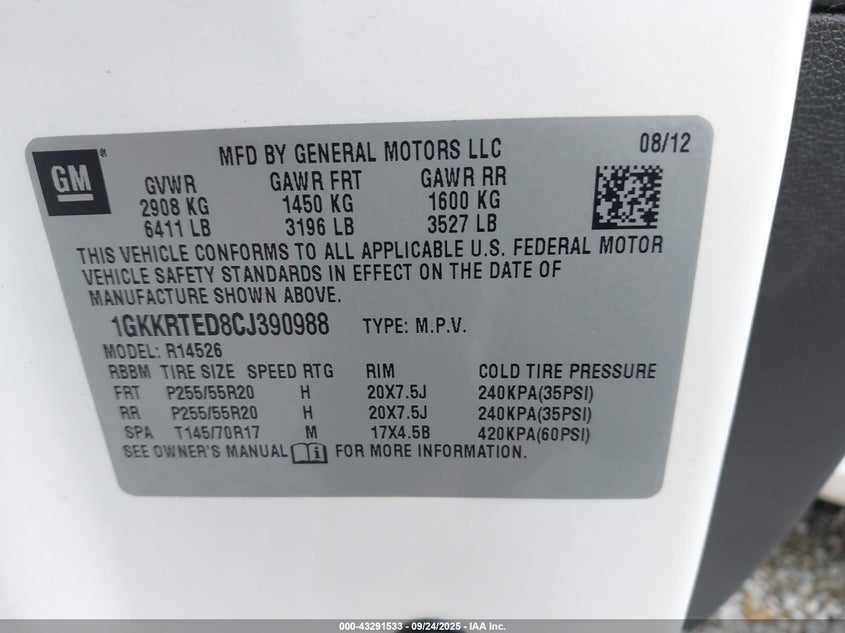 GM ®
MFD BY GENERAL MOTORS LLC
08/12
GVWR GAWR FRT GAWR RR
2908 KG 1450 KG 1600 KG
6411 LB 3196 LB 3527 LB
THIS VEHICLE CONFORMS TO ALL APPLICABLE U.S. FEDERAL MOTOR
VEHICLE SAFETY STANDARDS IN EFFECT ON THE DATE OF
MANUFACTURE SHOWN ABOVE.
1GKKRTED8CJ390988 TYPE: M.P.V.
MODEL: R14526
RBBM TIRE SIZE SPEED RTG RIM COLD TIRE PRESSURE
FRT P255/55R20 H 20X7.5J 240KPA(35PSI)
RR P255/55R20 H 20X7.5J 240KPA(35PSI)
SPA T145/70R17 M 17X4.5B 420KPA(60PSI)
SEE OWNER'S MANUAL i FOR MORE INFORMATION.
000-43291533 - 09/24/2025 - IAA Inc.